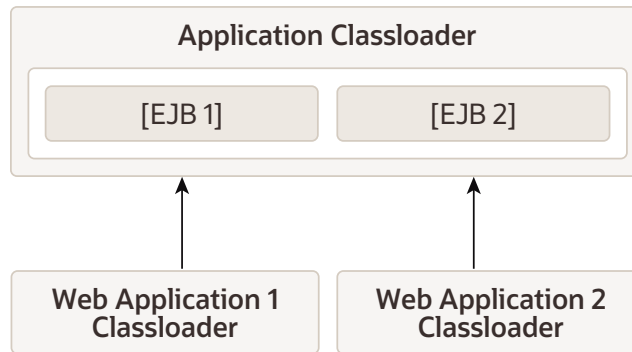 Application Classloader
[EJB 1]
[EJB 2]
Web Application 1
Classloader
Web Application 2
Classloader